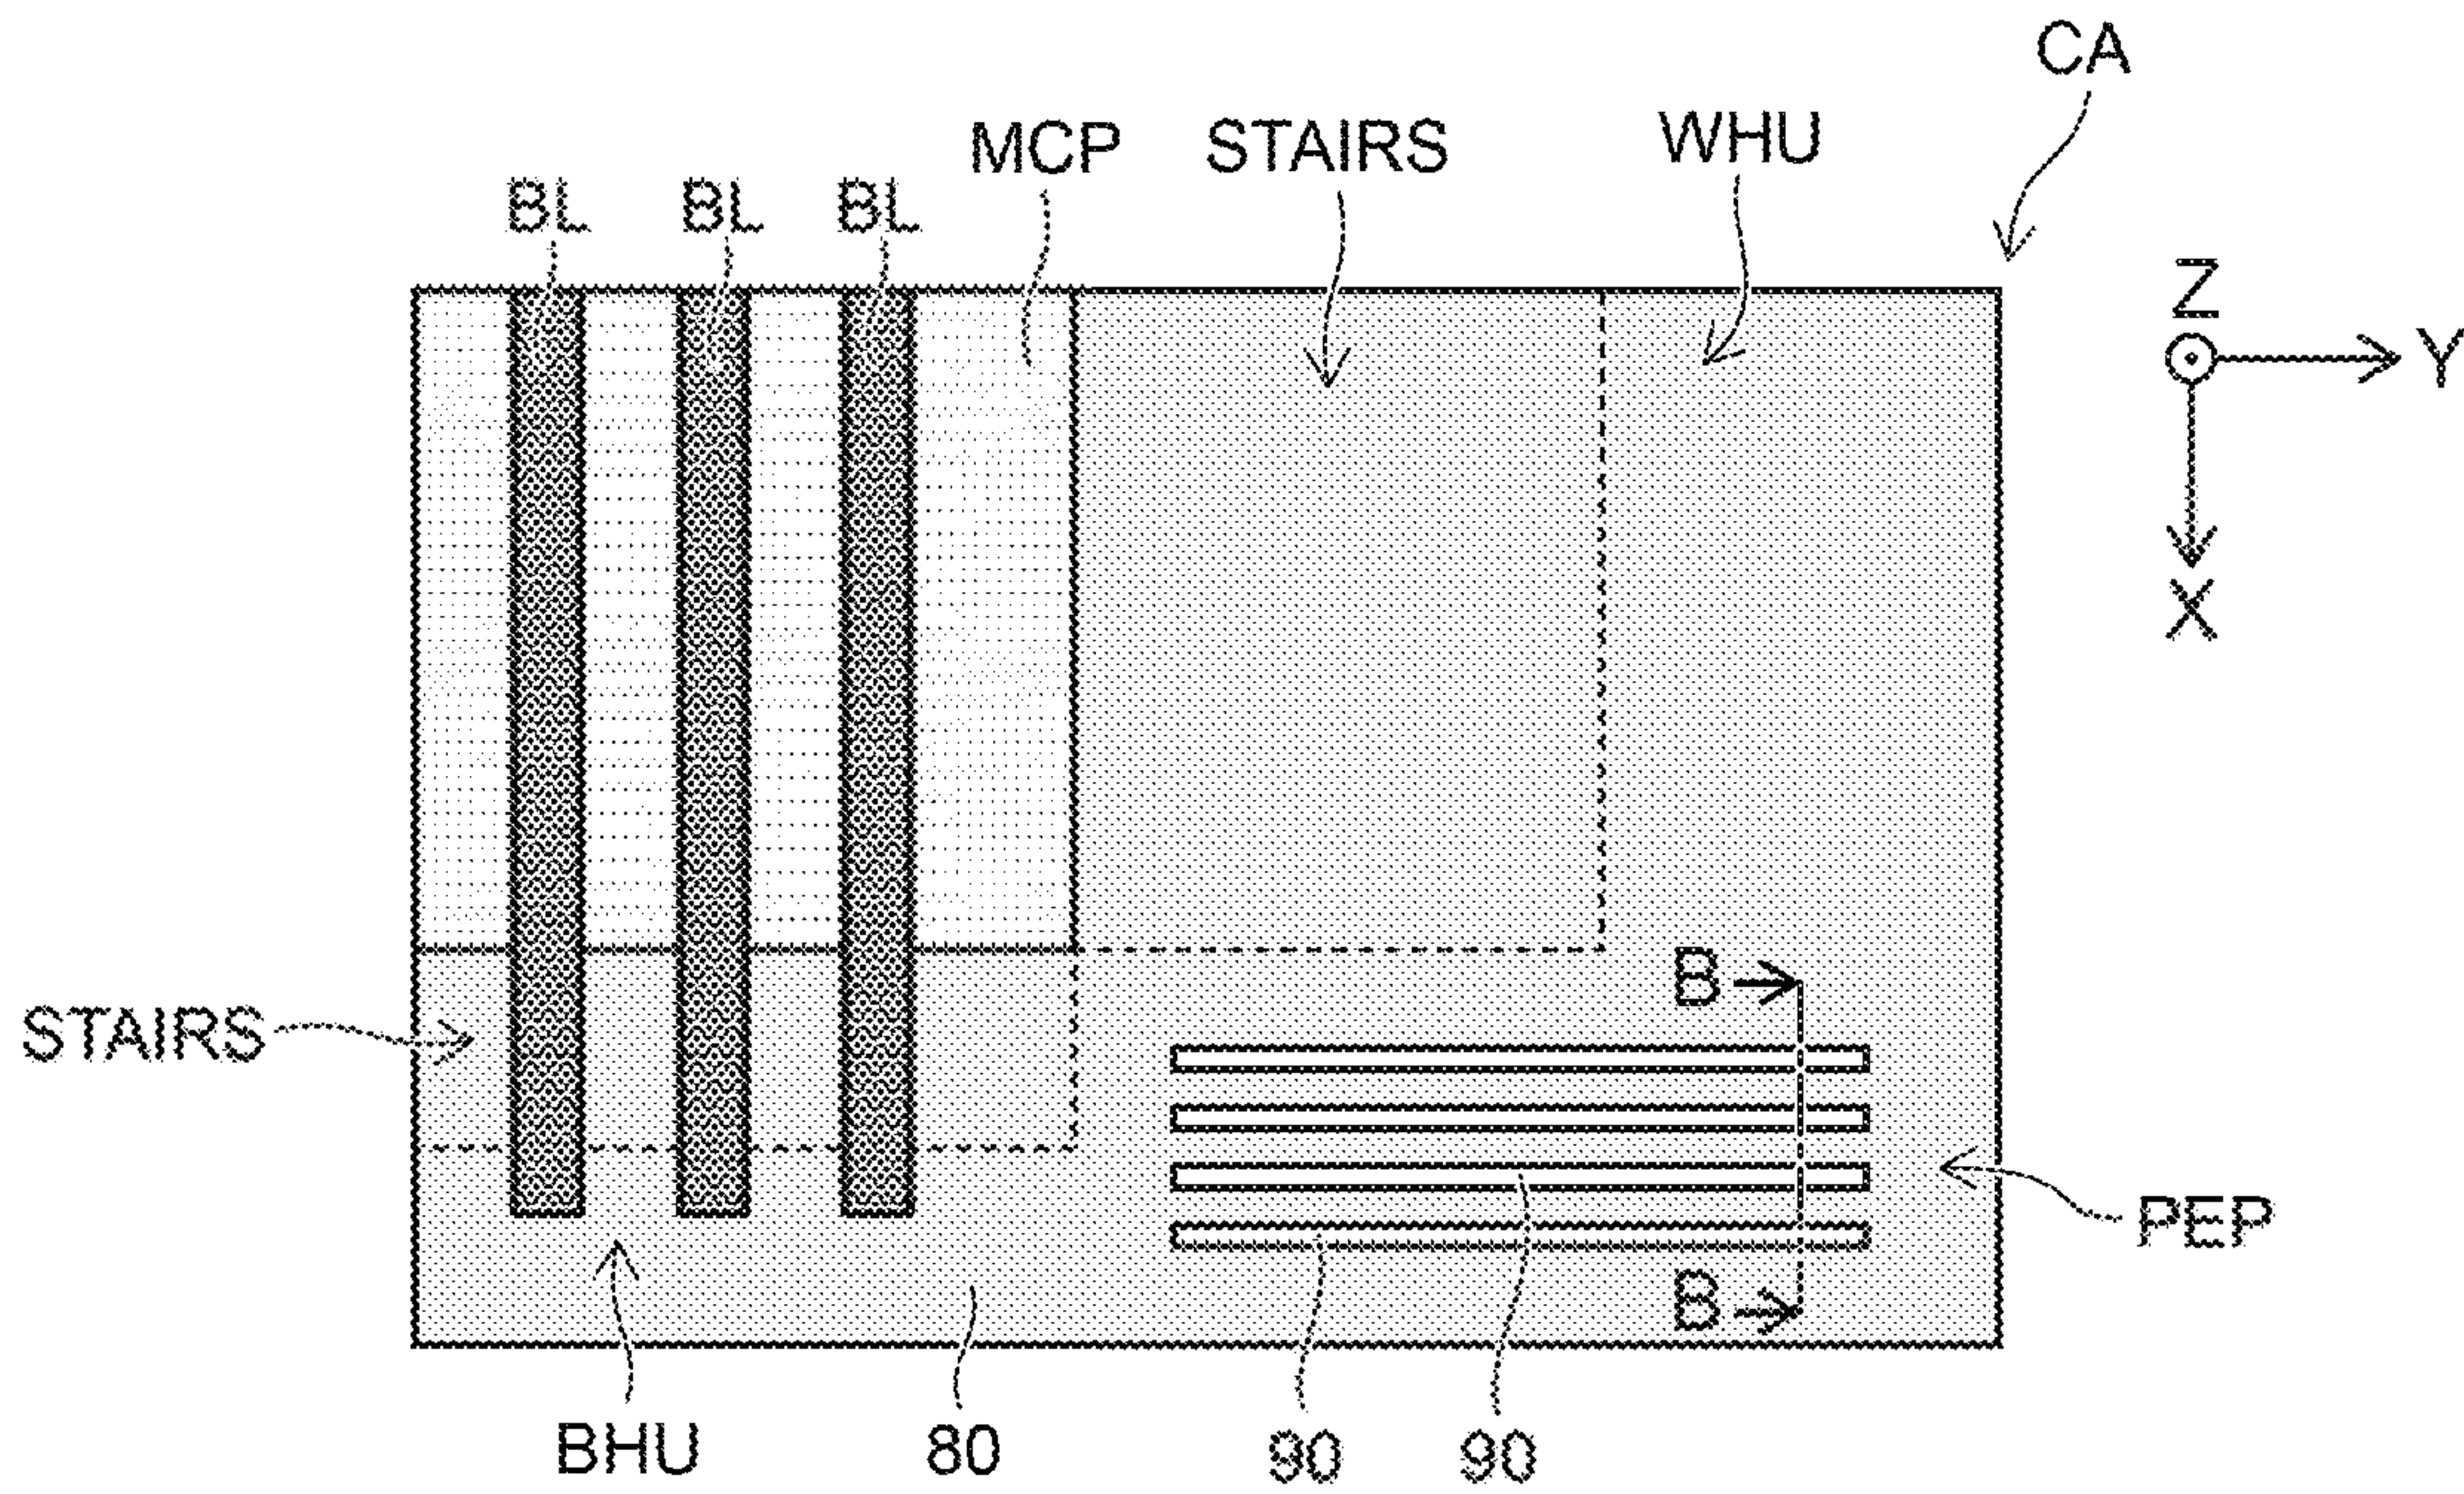 CA
MCP STAIRS WHU
BL BL BL
Z
Y
X
B
STAIRS
PEP
B
BHU 80 90 90